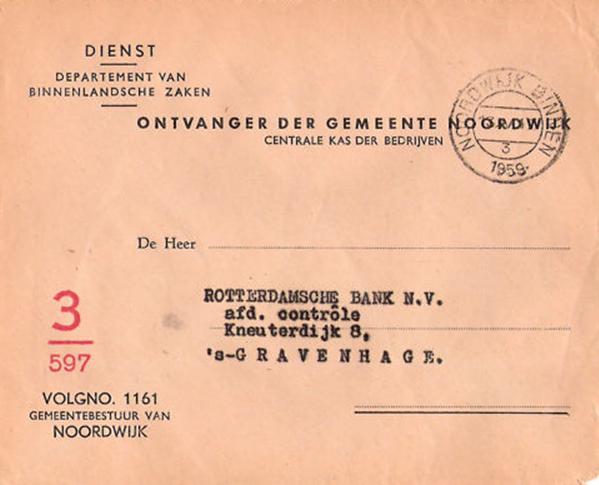 DIENST
DEPARTEMENT VAN
BINNENLANDSCHE ZAKEN
ONTVANGER DER GEMEENTE NOORDWIJK
CENTRALE KAS DER BEDRIJVEN
NOORDWIJK BINNEN
3
1959
De Heer
ROTTERDAMSCHE BANK N.V.
afd. contrôle
Kneuterdijk 8,
's-GRAVENHAGE.
3
597
VOLGNO. 1161
GEMEENTEBESTUUR VAN
NOORDWIJK